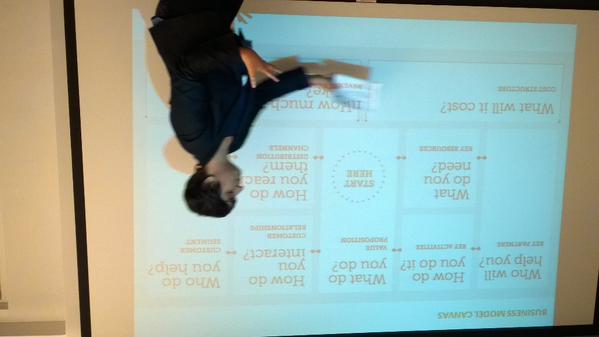 BUSINESS MODEL CANVAS
Who will
help you?
KEY PARTNERS
How do
you do it?
KEY ACTIVITIES
What
do you
need?
KEY RESOURCES
What do
you do?
VALUE
PROPOSITION
START
HERE
How do
you
interact?
CUSTOMER
RELATIONSHIPS
How do
you reach
them?
DISTRIBUTION
CHANNELS
Who do
you help?
CUSTOMER
SEGMENT
What will it cost?
COST STRUCTURE
How much